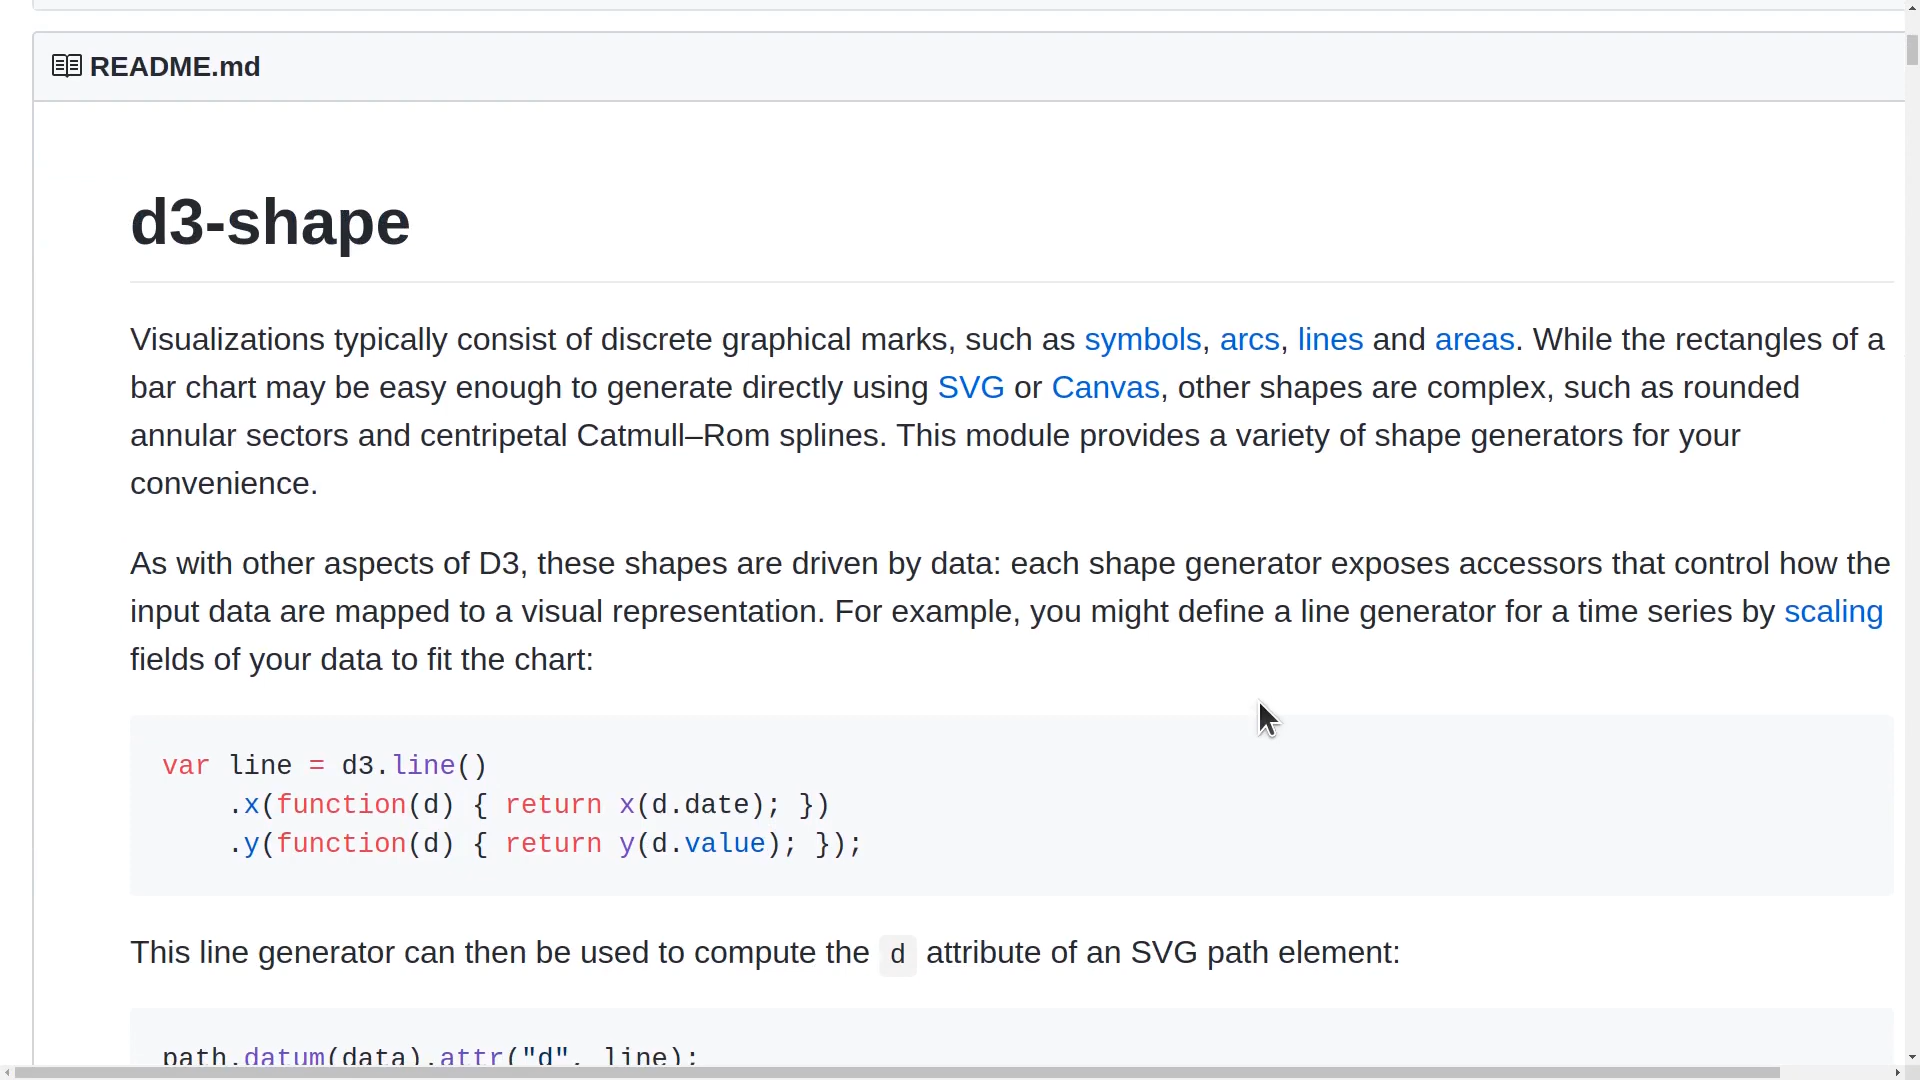 README.md
d3-shape
Visualizations typically consist of discrete graphical marks, such as symbols, arcs, lines and areas. While the rectangles of a
bar chart may be easy enough to generate directly using SVG or Canvas, other shapes are complex, such as rounded
annular sectors and centripetal Catmull–Rom splines. This module provides a variety of shape generators for your
convenience.
As with other aspects of D3, these shapes are driven by data: each shape generator exposes accessors that control how the
input data are mapped to a visual representation. For example, you might define a line generator for a time series by scaling
fields of your data to fit the chart:
var line = d3.line()
    .x(function(d) { return x(d.date); })
    .y(function(d) { return y(d.value); });
This line generator can then be used to compute the d attribute of an SVG path element:
path.datum(data).attr("d", line);